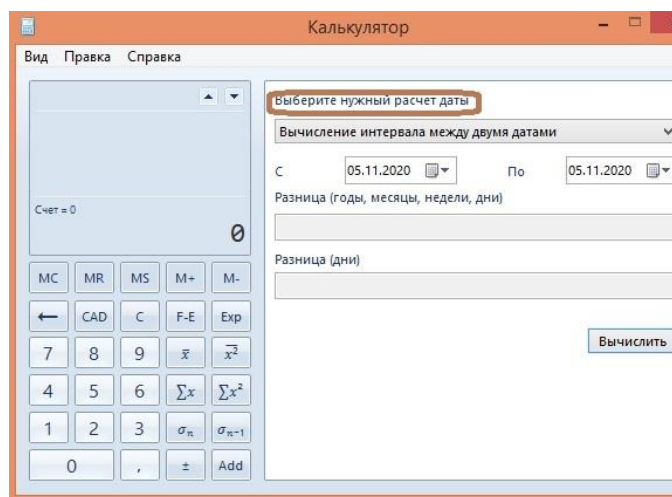 Калькулятор
Вид Правка Справка
Счет = 0
0
MC MR MS M+ M-
← CAD C F-E Exp
7 8 9 x̄ x̄²
4 5 6 ∑x ∑x²
1 2 3 σₙ σₙ₋₁
0 , ± Add
Выберите нужный расчет даты
Вычисление интервала между двумя датами
С 05.11.2020 По 05.11.2020
Разница (годы, месяцы, недели, дни)
Разница (дни)
Вычислить